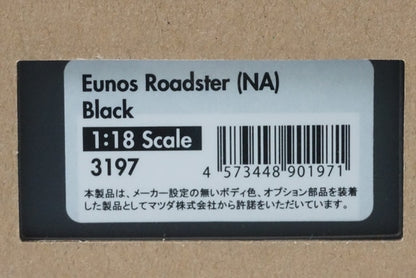 Eunos Roadster (NA)
Black
1:18 Scale
3197
4 573448 901971
本製品は、メーカー設定の無いボディ色、オプション部品を装着
した製品としてマツダ株式会社から許諾をいただいています。